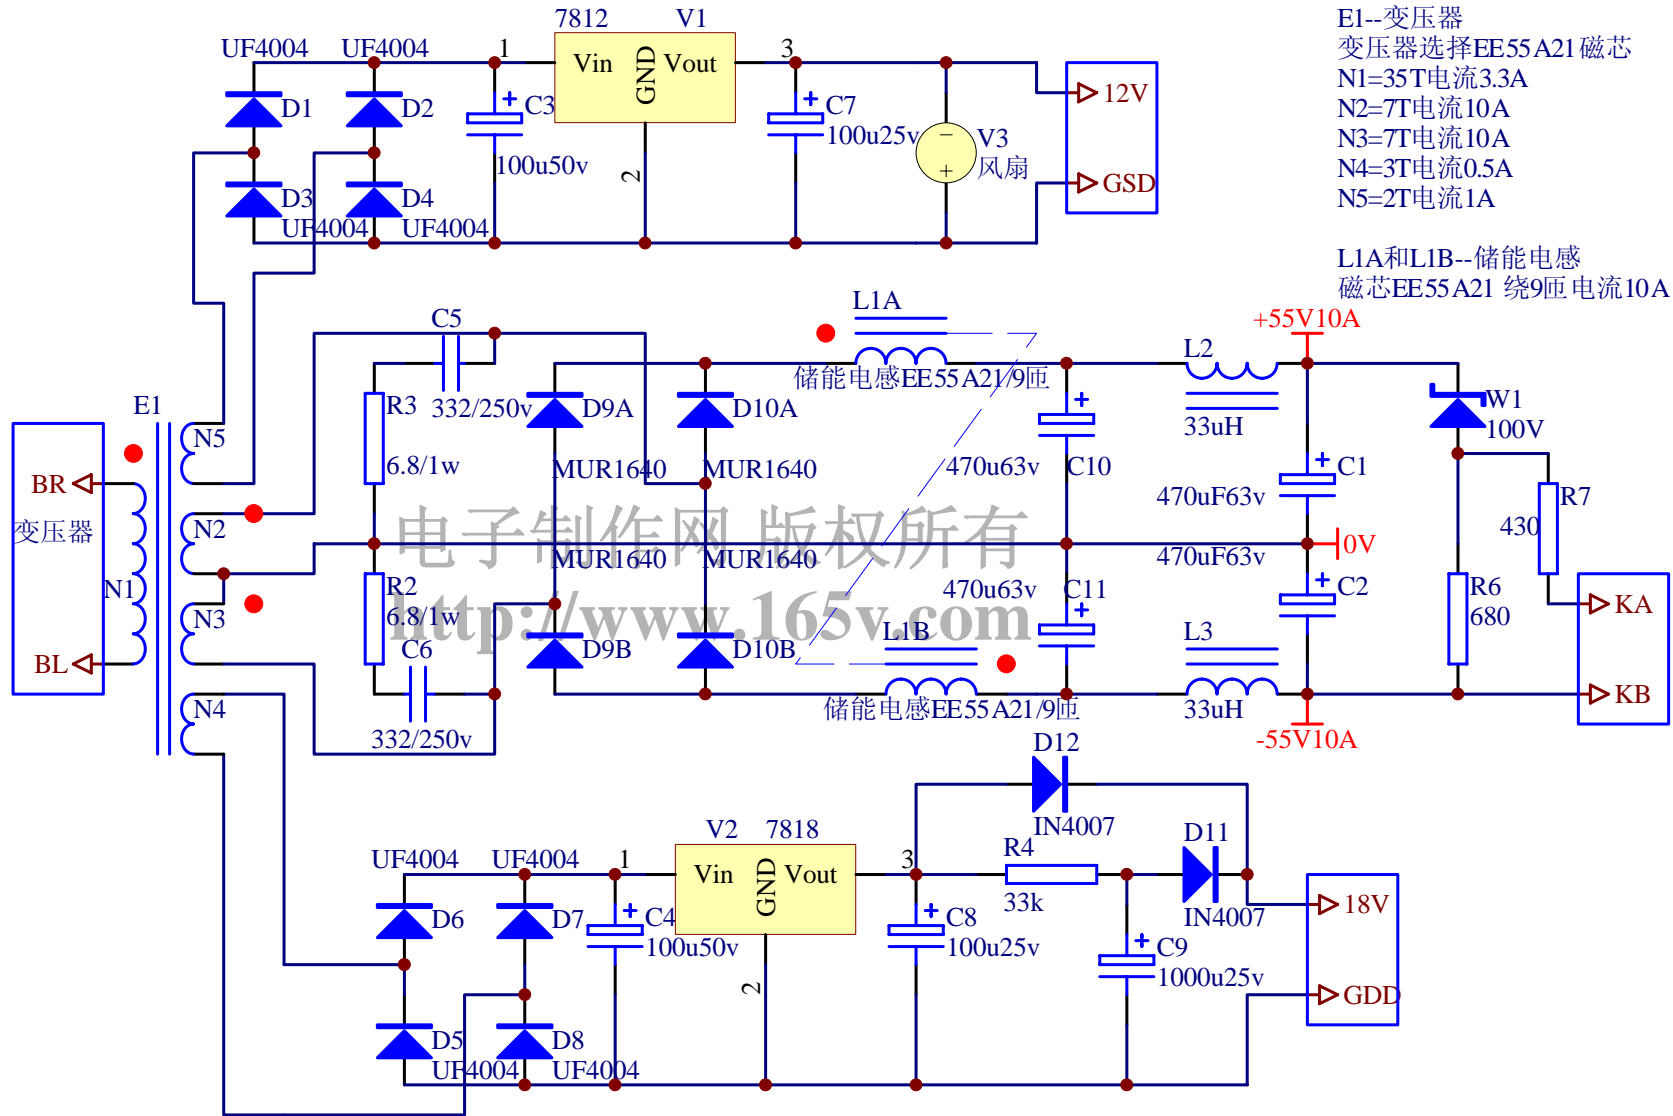 7812
V1
UF4004
UF4004
1
Vin
GND
Vout
3
D1
D2
C3
100u50v
C7
100u25v
2
V3
风扇
12V
GSD
D3
UF4004
D4
UF4004
E1--变压器
变压器选择EE55A21磁芯
N1=35T电流3.3A
N2=7T电流10A
N3=7T电流10A
N4=3T电流0.5A
N5=2T电流1A
L1A和L1B--储能电感
磁芯EE55A21 绕9匝电流10A
L1A
储能电感EE55A21/9匝
+55V10A
C5
332/250v
R3
6.8/1w
D9A
D10A
MUR1640
MUR1640
L2
33uH
W1
100V
E1
N5
BR
变压器
BL
N1
N2
N3
N4
470u63v
C10
470uF63v
C1
R7
430
电子制作网 版权所有
http://www.165v.com
MUR1640
MUR1640
0V
470uF63v
470u63v
C11
C2
R2
6.8/1w
C6
332/250v
D9B
D10B
L1B
储能电感EE55A21/9匝
L3
33uH
R6
680
KA
KB
-55V10A
D12
IN4007
V2
7818
UF4004
UF4004
1
Vin
GND
Vout
3
R4
33k
D11
IN4007
D6
D7
C4
100u50v
C8
100u25v
C9
1000u25v
2
18V
GDD
D5
UF4004
D8
UF4004